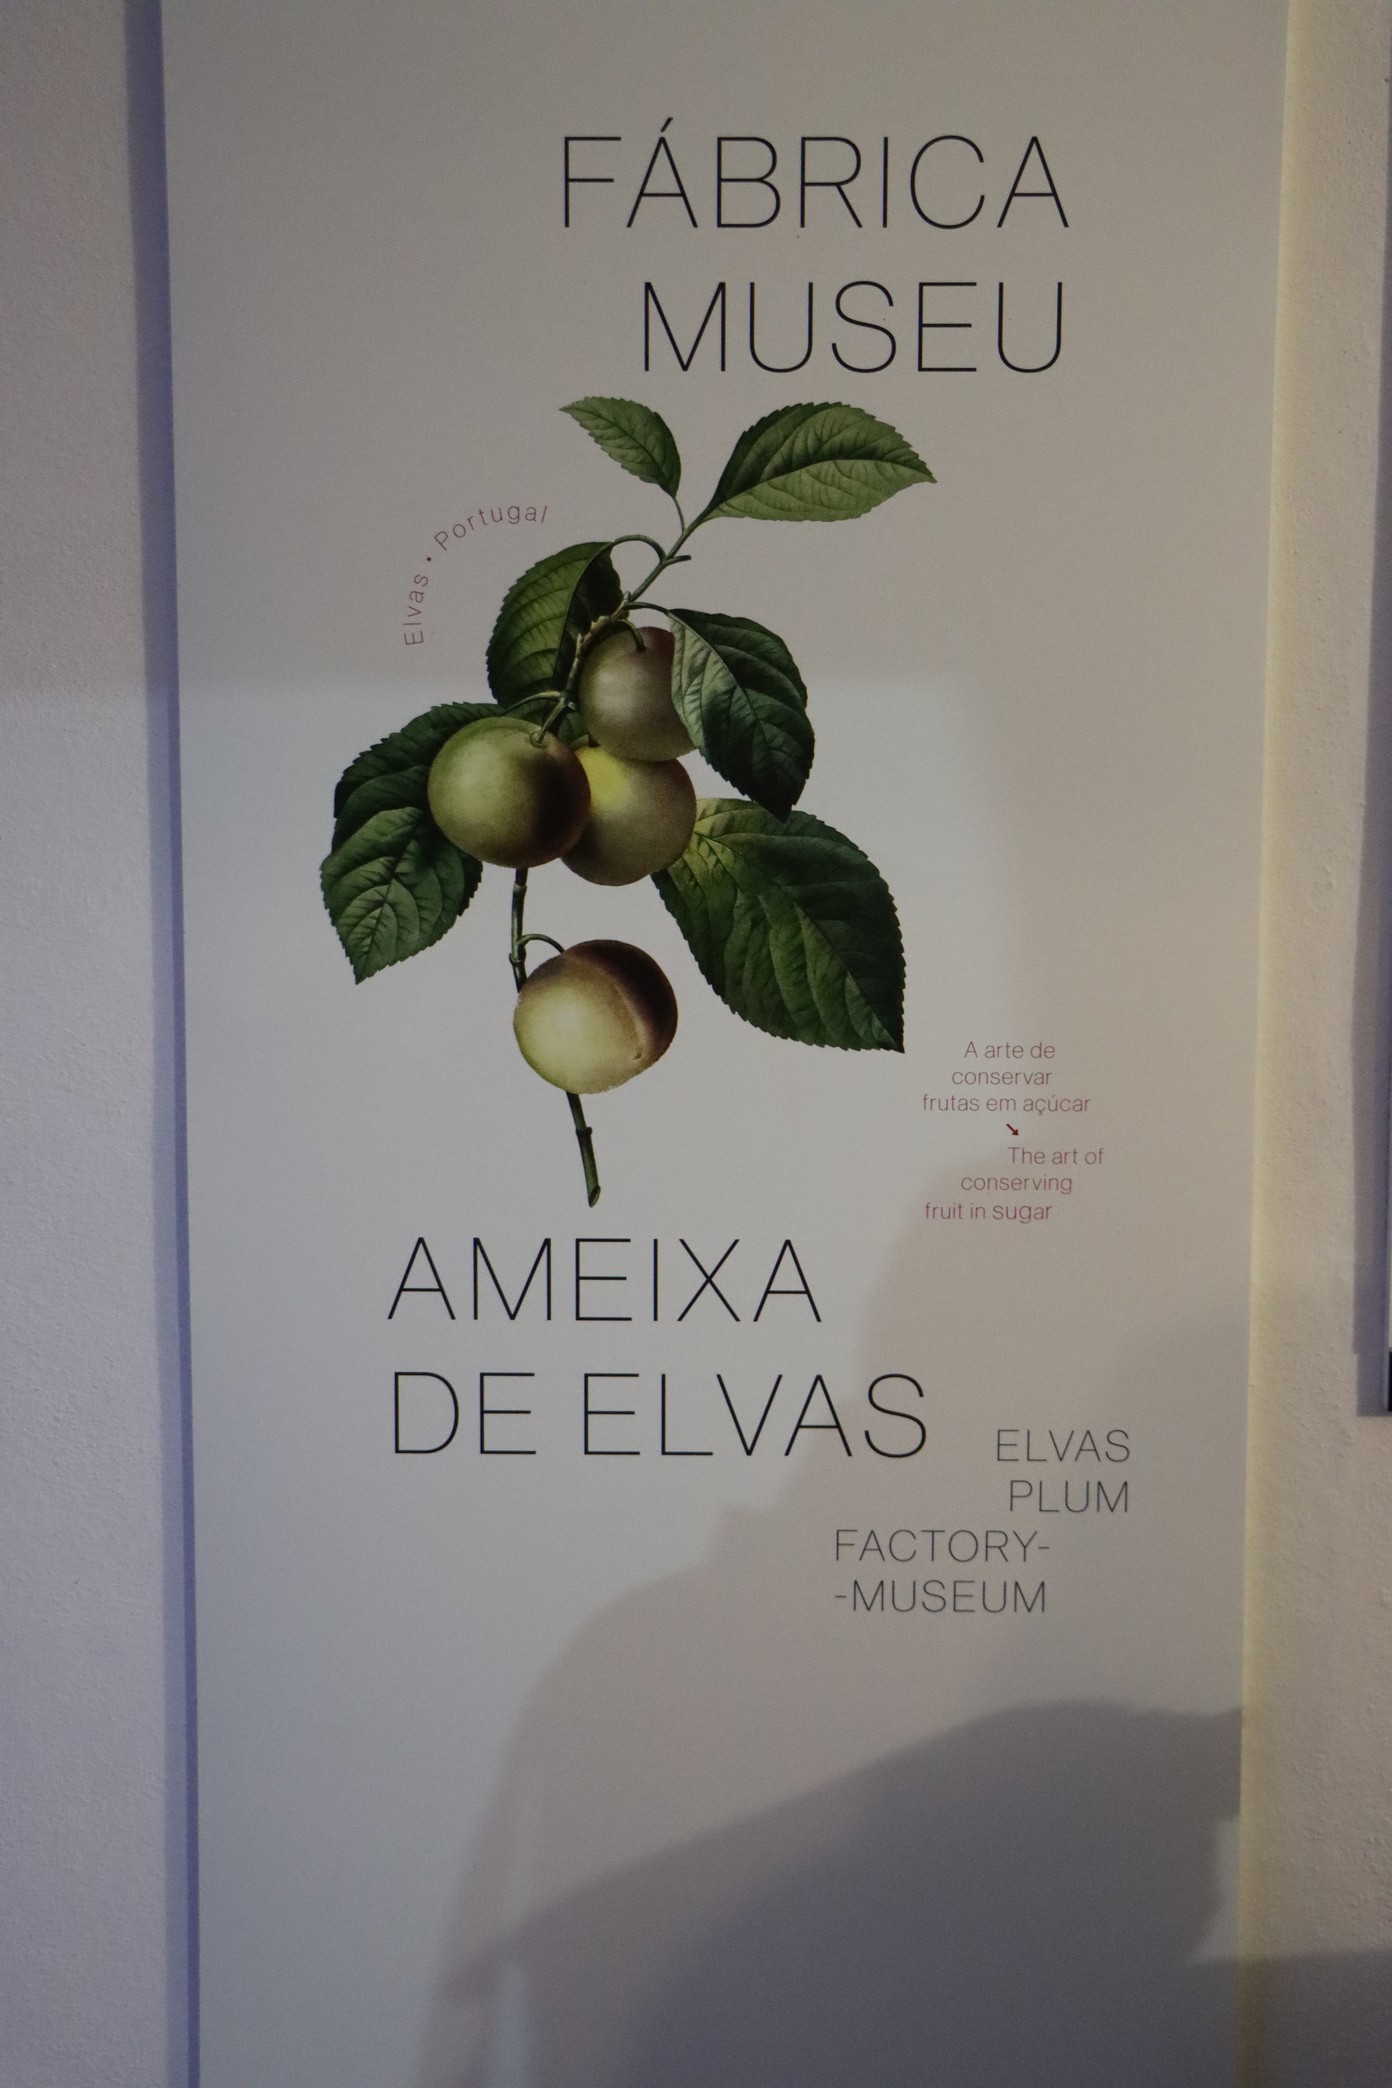 FÁBRICA
MUSEU
Elvas • Portugal
A arte de
conservar
frutas em açúcar
➘
The art of
conserving
fruit in sugar
AMEIXA
DE ELVAS
ELVAS
PLUM
FACTORY-
-MUSEUM